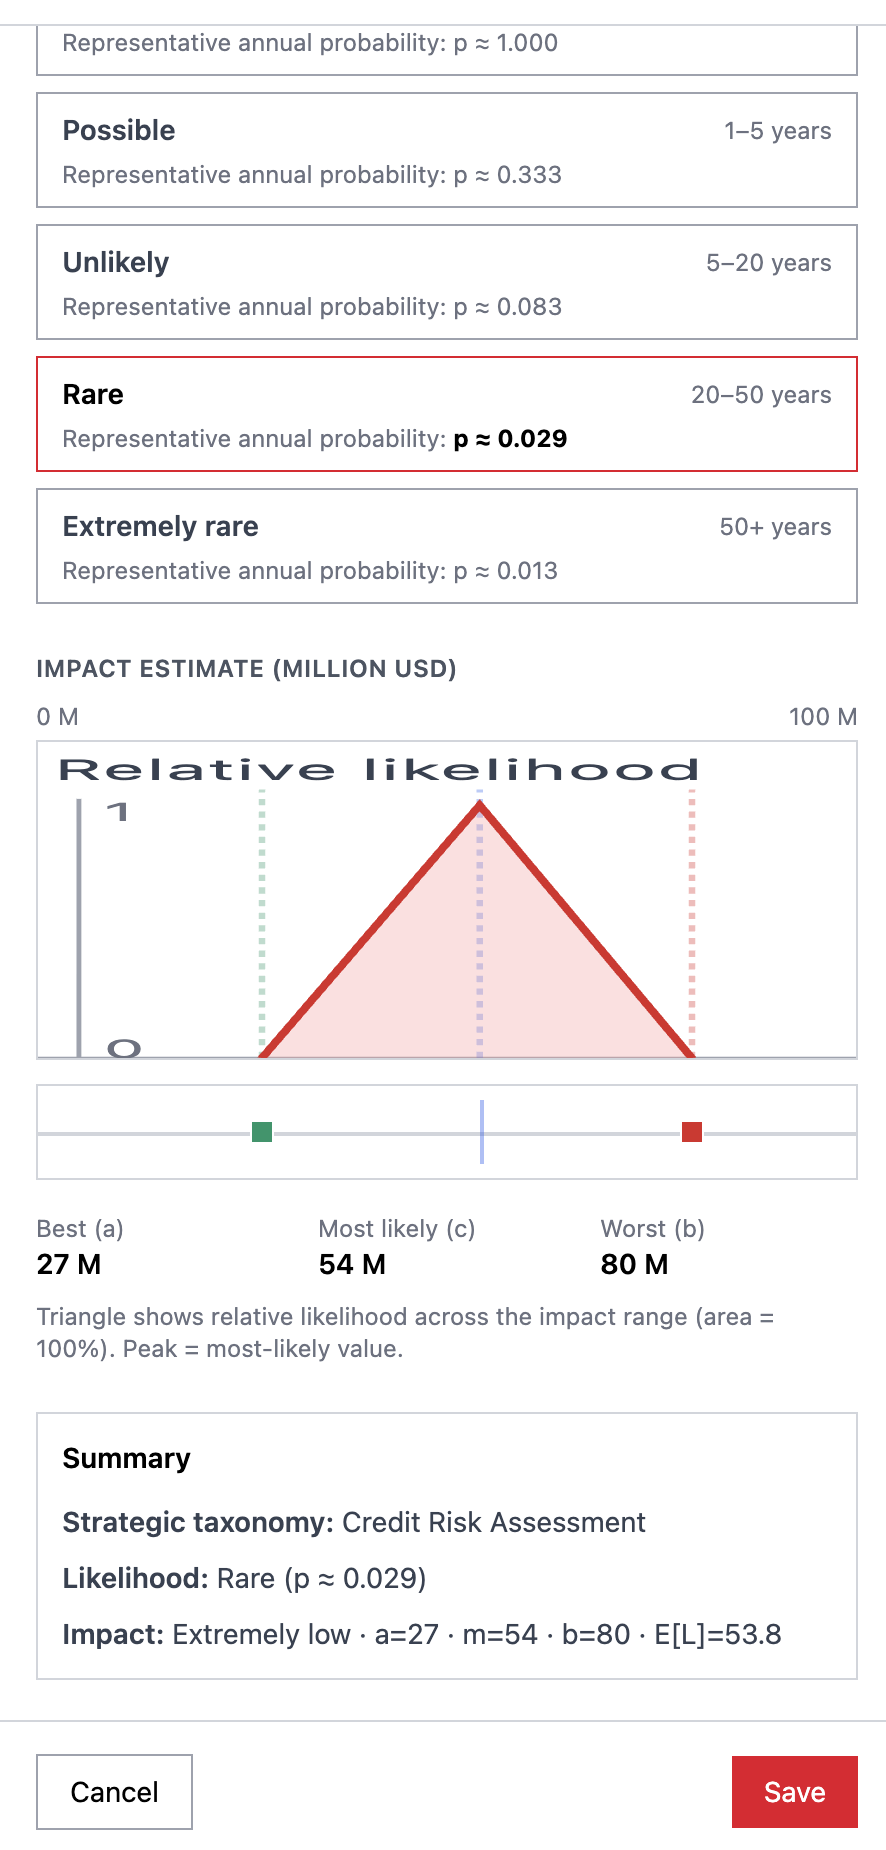 Representative annual probability: p ≈ 1.000
Possible
1–5 years
Representative annual probability: p ≈ 0.333
Unlikely
5–20 years
Representative annual probability: p ≈ 0.083
Rare
20–50 years
Representative annual probability: p ≈ 0.029
Extremely rare
50+ years
Representative annual probability: p ≈ 0.013
IMPACT ESTIMATE (MILLION USD)
0 M
100 M
Relative likelihood
1
0
Best (a)
Most likely (c)
Worst (b)
27 M
54 M
80 M
Triangle shows relative likelihood across the impact range (area =
100%). Peak = most-likely value.
Summary
Strategic taxonomy: Credit Risk Assessment
Likelihood: Rare (p ≈ 0.029)
Impact: Extremely low · a=27 · m=54 · b=80 · E[L]=53.8
Cancel
Save